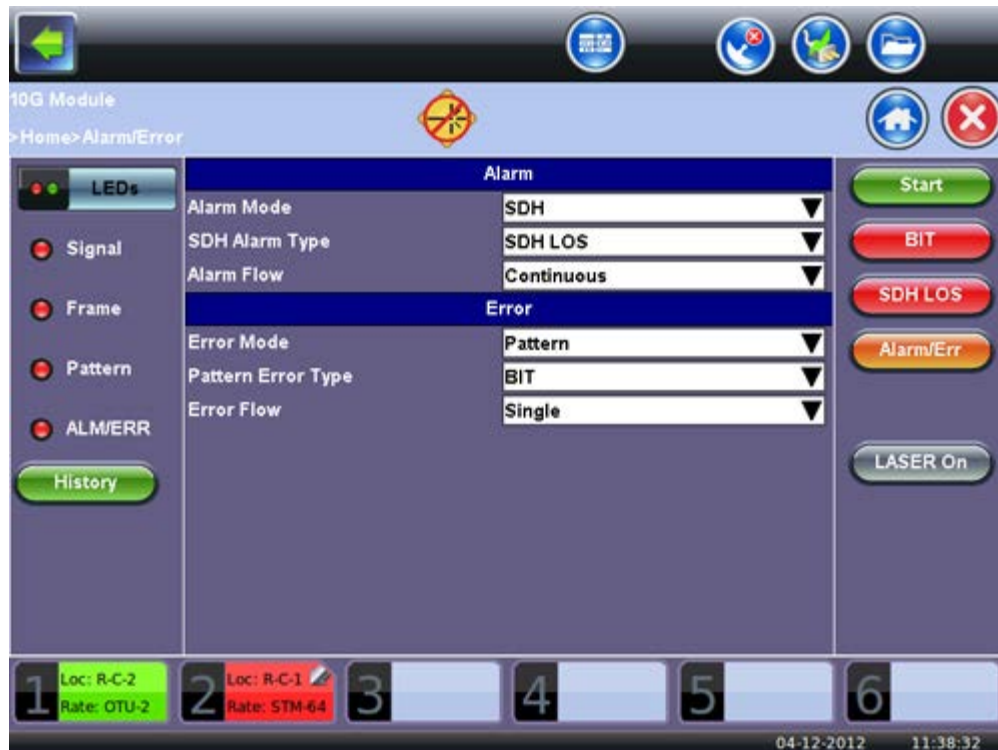 10G Module
>Home>Alarm/Error
LEDs
Signal
Frame
Pattern
ALM/ERR
History
Alarm
Alarm Mode SDH
SDH Alarm Type SDH LOS
Alarm Flow Continuous
Error
Error Mode Pattern
Pattern Error Type BIT
Error Flow Single
Start
BIT
SDH LOS
Alarm/Err
LASER On
1 Loc: R-C-2
Rate: OTU-2
2 Loc: R-C-1
Rate: STM-64
3
4
5
6
04-12-2012 11:38:32